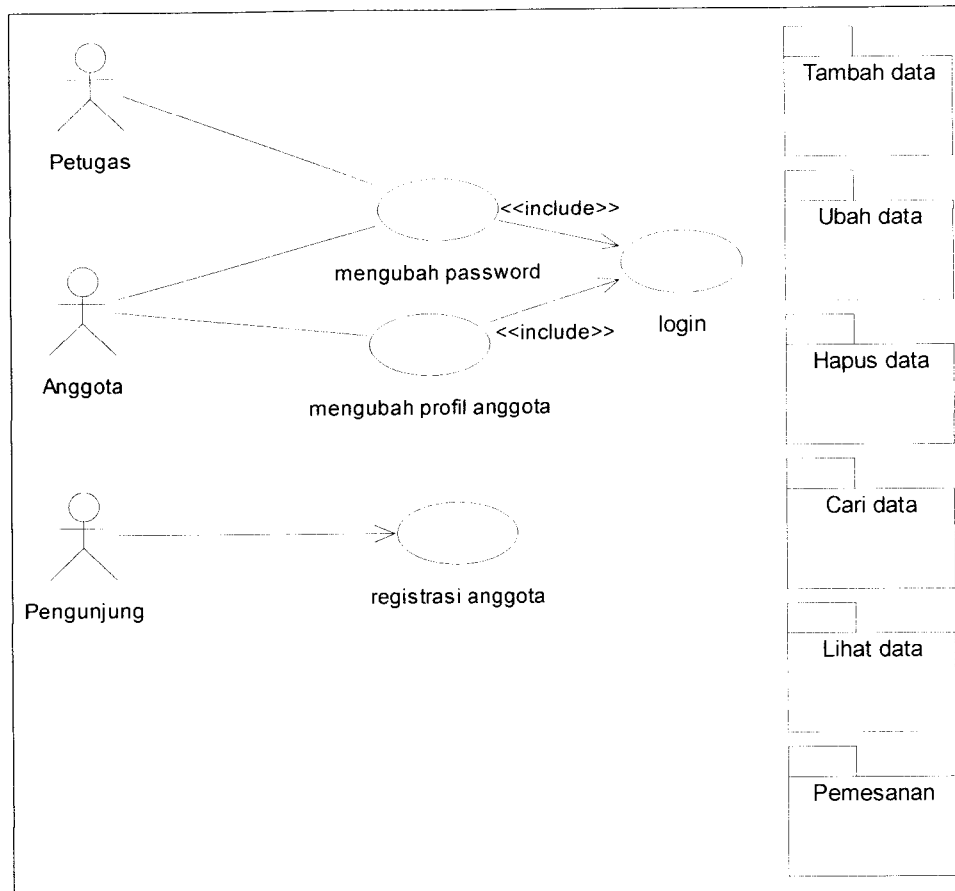 Petugas
<<include>>
mengubah password
login
Anggota
<<include>>
mengubah profil anggota
Pengunjung
registrasi anggota
Tambah data
Ubah data
Hapus data
Cari data
Lihat data
Pemesanan